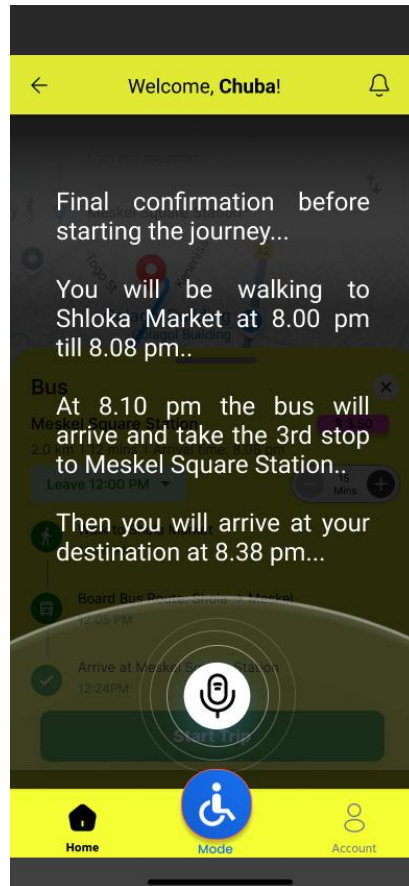 Welcome, Chuba!
Meskel Square Station
Final confirmation before
starting the journey...
Togo St
You will be walking to
Shloka Market at 8.00 pm
till 8.08 pm..
Bus
At 8.10 pm the bus will
arrive and take the 3rd stop
to Meskel Square Station..
Leave 12:00 PM
15
Mins
Then you will arrive at your
destination at 8.38 pm...
Board Bus Route: Shola - Meskel
12:05 PM
Arrive at Meskel Square Station
12:24PM
Start Trip
Home
Mode
Account